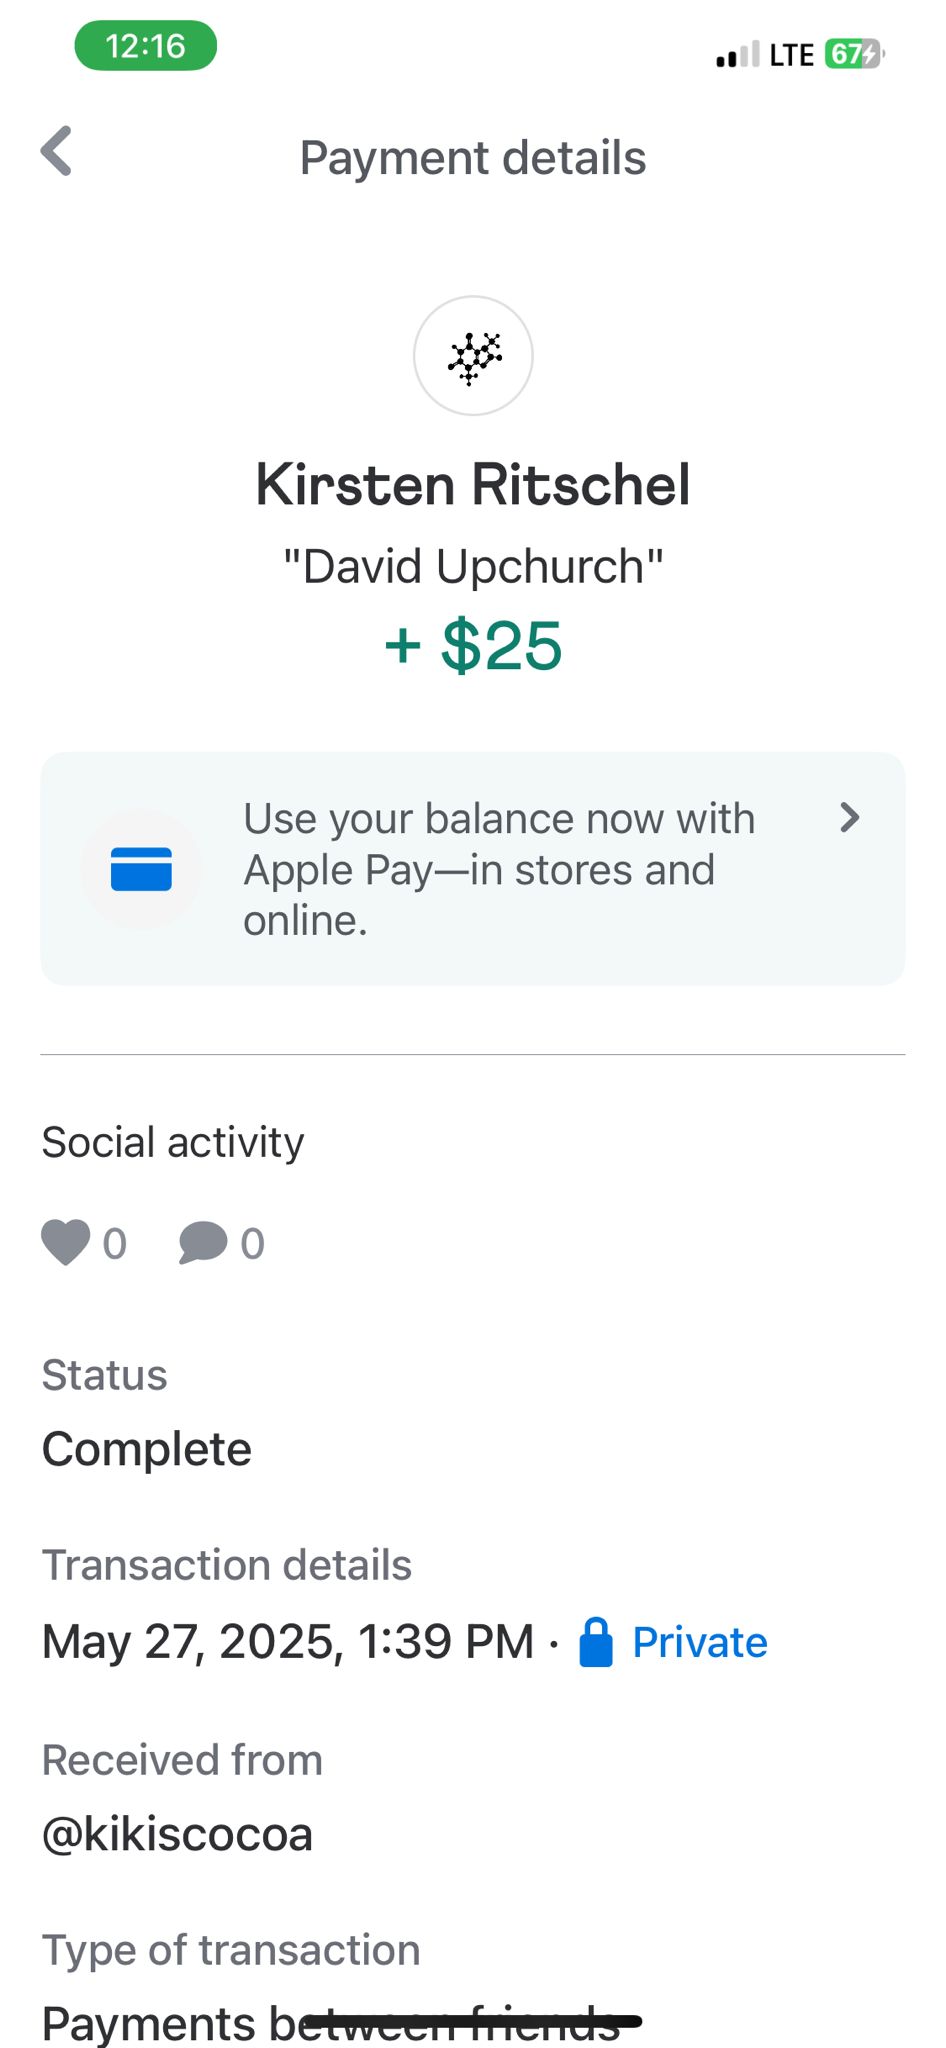 12:16
LTE 67
Payment details
Kirsten Ritschel
"David Upchurch"
+ $25
Use your balance now with
Apple Pay—in stores and
online.
Social activity
0 0
Status
Complete
Transaction details
May 27, 2025, 1:39 PM · Private
Received from
@kikiscocoa
Type of transaction
Payments between friends